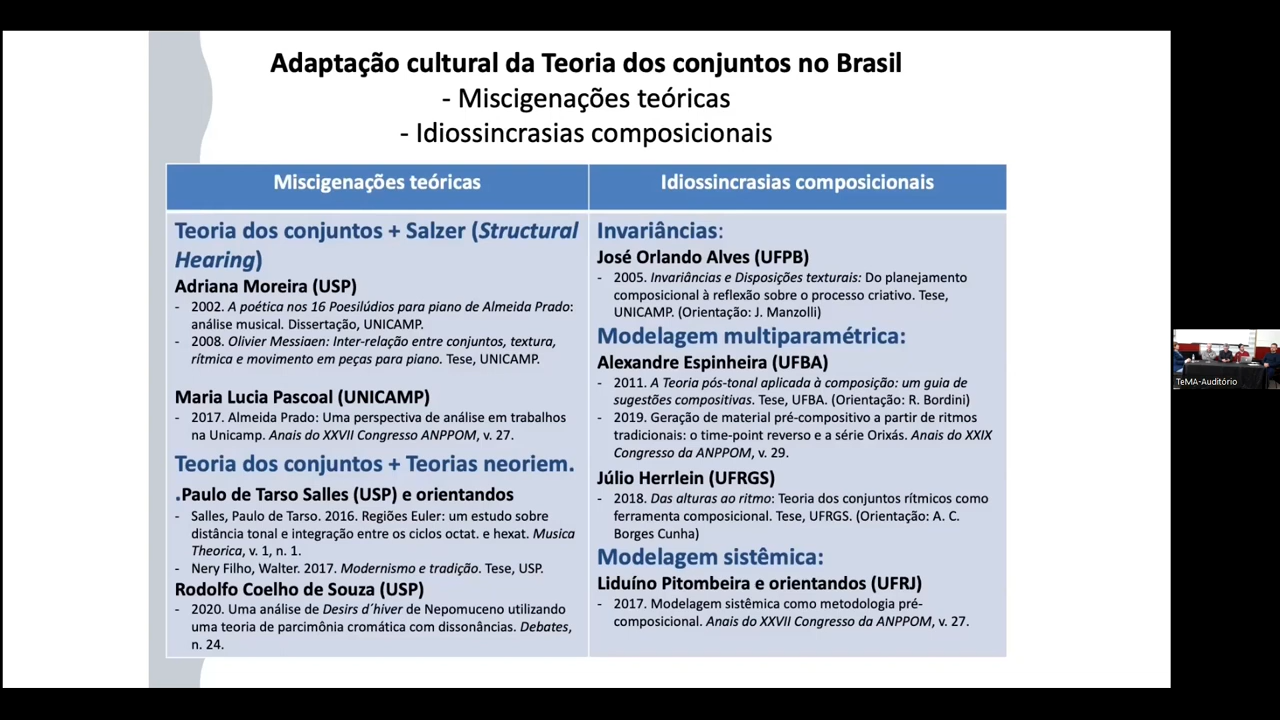 Adaptação cultural da Teoria dos conjuntos no Brasil
- Miscigenações teóricas
- Idiossincrasias composicionais
Miscigenações teóricas
Teoria dos conjuntos + Salzer (Structural
Hearing)
Adriana Moreira (USP)
- 2002. A poética nos 16 Poesilúdios para piano de Almeida Prado:
análise musical. Dissertação, UNICAMP.
- 2008. Olivier Messiaen: Inter-relação entre conjuntos, textura,
rítmica e movimento em peças para piano. Tese, UNICAMP.
Maria Lucia Pascoal (UNICAMP)
- 2017. Almeida Prado: Uma perspectiva de análise em trabalhos
na Unicamp. Anais do XXVII Congresso ANPPOM, v. 27.
Teoria dos conjuntos + Teorias neoriem.
.Paulo de Tarso Salles (USP) e orientandos
- Salles, Paulo de Tarso. 2016. Regiões Euler: um estudo sobre
distância tonal e integração entre os ciclos octat. e hexat. Musica
Theorica, v. 1, n. 1.
- Nery Filho, Walter. 2017. Modernismo e tradição. Tese, USP.
Rodolfo Coelho de Souza (USP)
- 2020. Uma análise de Desirs d´hiver de Nepomuceno utilizando
uma teoria de parcimônia cromática com dissonâncias. Debates,
n. 24.
Idiossincrasias composicionais
Invariâncias:
José Orlando Alves (UFPB)
- 2005. Invariâncias e Disposições texturais: Do planejamento
composicional à reflexão sobre o processo criativo. Tese,
UNICAMP. (Orientação: J. Manzolli)
Modelagem multiparamétrica:
Alexandre Espinheira (UFBA)
- 2011. A Teoria pós-tonal aplicada à composição: um guia de
sugestões compositivas. Tese, UFBA. (Orientação: R. Bordini)
- 2019. Geração de material pré-compositivo a partir de ritmos
tradicionais: o time-point reverso e a série Orixás. Anais do XXIX
Congresso da ANPPOM, v. 29.
Júlio Herrlein (UFRGS)
- 2018. Das alturas ao ritmo: Teoria dos conjuntos rítmicos como
ferramenta composicional. Tese, UFRGS. (Orientação: A. C.
Borges Cunha)
Modelagem sistêmica:
Liduíno Pitombeira e orientandos (UFRJ)
- 2017. Modelagem sistêmica como metodologia pré-
composicional. Anais do XXVII Congresso da ANPPOM, v. 27.
TeMA-Auditório